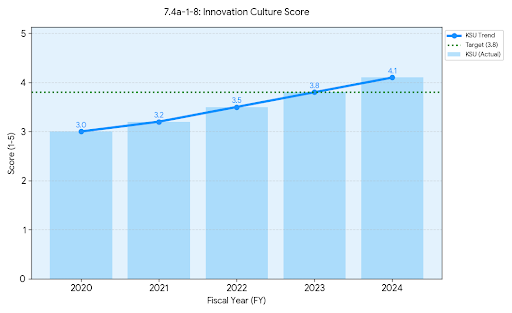 7.4a-1-8: Innovation Culture Score
5
4
3
2
1
0
Score (1-5)
3.0
3.2
3.5
3.8
4.1
2020
2021
2022
2023
2024
Fiscal Year (FY)
KSU Trend
Target (3.8)
KSU (Actual)